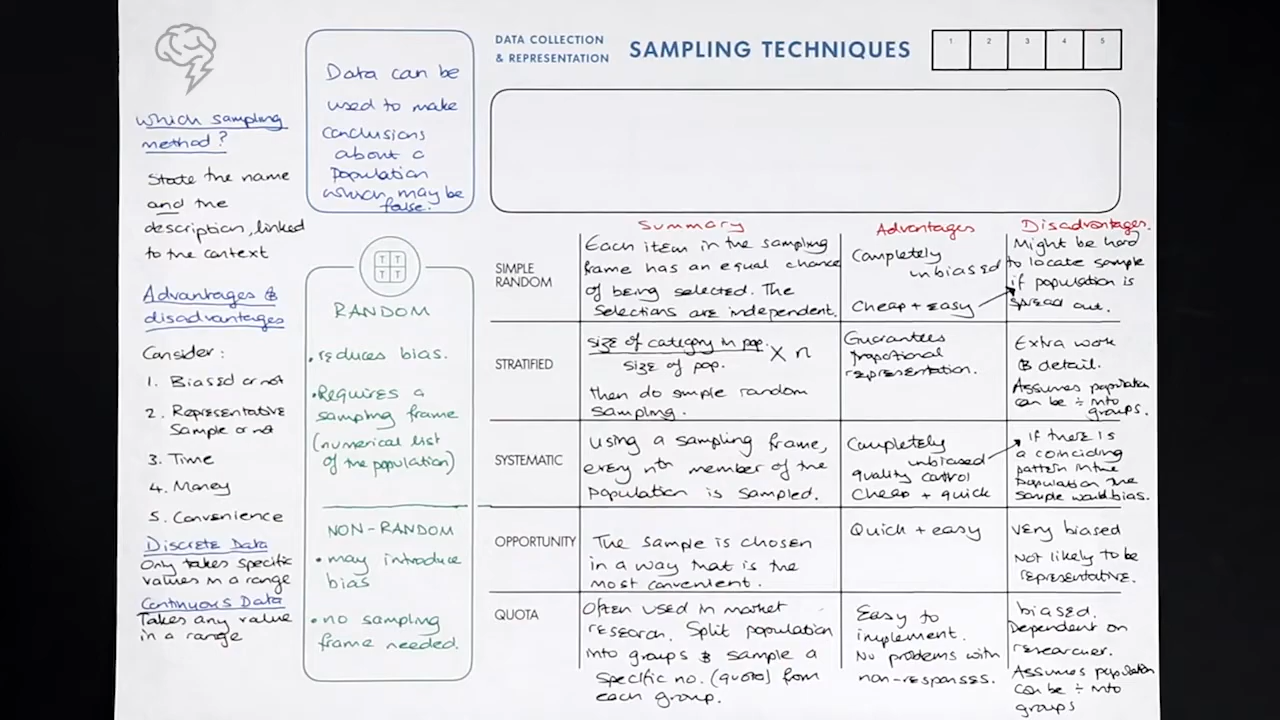 DATA COLLECTION
& REPRESENTATION
SAMPLING TECHNIQUES
1 2 3 4 5
Data can be
used to make
conclusions
about a
population
which may be
false.
Which sampling
method?
State the name
and the
description, linked
to the context
Advantages &
disadvantages
Consider:
1. Biased or not
2. Representative
Sample or not
3. Time
4. Money
5. Convenience
Discrete Data
Only takes specific
values in a range
Continuous Data
Takes any value
in a range
T T
T T
RANDOM
• reduces bias.
• Requires a
sampling frame
(numerical list
of the population)
NON-RANDOM
• may introduce
bias
• no sampling
frame needed.
Summary
Advantages
Disadvantages.
SIMPLE
RANDOM
Each item in the sampling
frame has an equal chance
of being selected. The
selections are independent.
Completely
unbiased
Cheap + easy
Might be hard
to locate sample
if population is
spread out.
STRATIFIED
size of category in pop.
size of pop.
× n
then do simple random
sampling.
Guarantees
proportional
representation.
Extra work
& detail.
Assumes population
can be ÷ into
groups.
SYSTEMATIC
Using a sampling frame,
every nth member of the
population is sampled.
Completely
unbiased
quality control
Cheap + quick
If there is
a coinciding
pattern in the
population the
sample would bias.
OPPORTUNITY
The sample is chosen
in a way that is the
most convenient.
Quick + easy
Very biased
Not likely to be
representative.
QUOTA
Often used in market
research. Split population
into groups & sample a
specific no. (quota) from
each group.
Easy to
implement.
No problems with
non-responses.
biased.
Dependent on
researcher.
Assumes population
can be ÷ into
groups